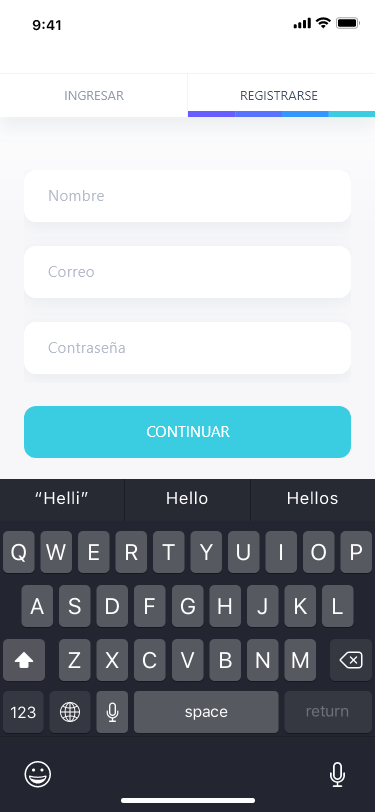 9:41
INGRESAR REGISTRARSE
Nombre
Correo
Contraseña
CONTINUAR
“Helli” Hello Hellos
Q W E R T Y U I O P
A S D F G H J K L
Z X C V B N M
123 space return